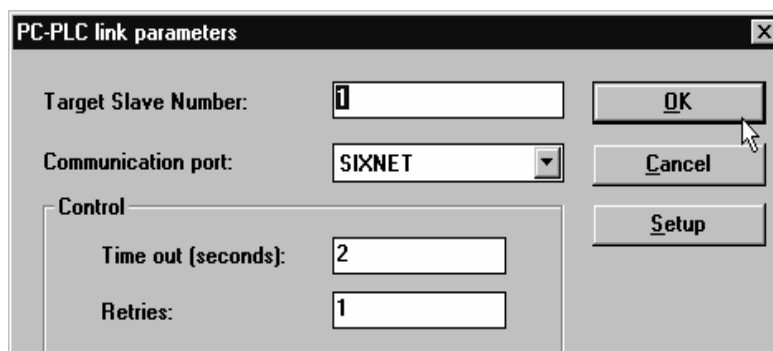 PC-PLC link parameters
Target Slave Number: 1 OK
Communication port: SIXNET Cancel
Control Setup
Time out (seconds): 2
Retries: 1